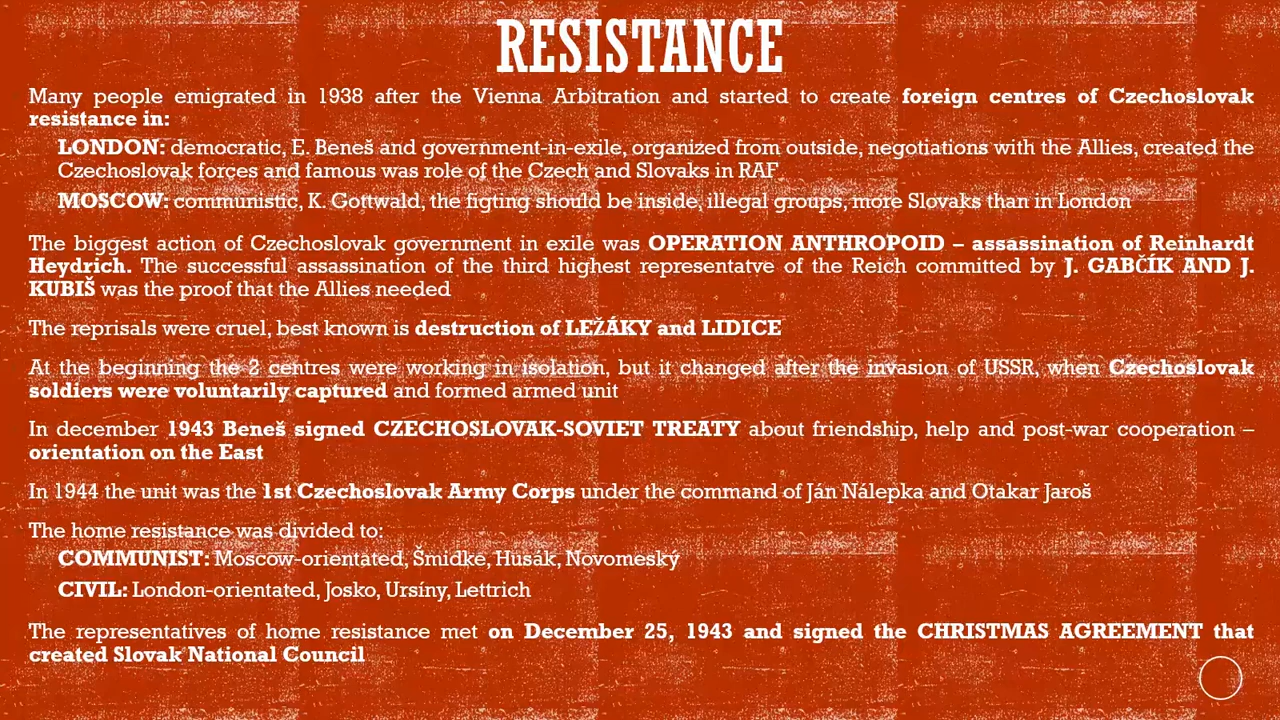 RESISTANCE
Many people emigrated in 1938 after the Vienna Arbitration and started to create foreign centres of Czechoslovak
resistance in:
LONDON: democratic, E. Beneš and government-in-exile, organized from outside, negotiations with the Allies, created the
Czechoslovak forces and famous was role of the Czech and Slovaks in RAF
MOSCOW: communistic, K. Gottwald, the figting should be inside, illegal groups, more Slovaks than in London
The biggest action of Czechoslovak government in exile was OPERATION ANTHROPOID – assassination of Reinhardt
Heydrich. The successful assassination of the third highest representatve of the Reich committed by J. GABČÍK AND J.
KUBIŠ was the proof that the Allies needed
The reprisals were cruel, best known is destruction of LEŽÁKY and LIDICE
At the beginning the 2 centres were working in isolation, but it changed after the invasion of USSR, when Czechoslovak
soldiers were voluntarily captured and formed armed unit
In december 1943 Beneš signed CZECHOSLOVAK-SOVIET TREATY about friendship, help and post-war cooperation –
orientation on the East
In 1944 the unit was the 1st Czechoslovak Army Corps under the command of Ján Nálepka and Otakar Jaroš
The home resistance was divided to:
COMMUNIST: Moscow-orientated, Šmidke, Husák, Novomeský
CIVIL: London-orientated, Josko, Ursíny, Lettrich
The representatives of home resistance met on December 25, 1943 and signed the CHRISTMAS AGREEMENT that
created Slovak National Council